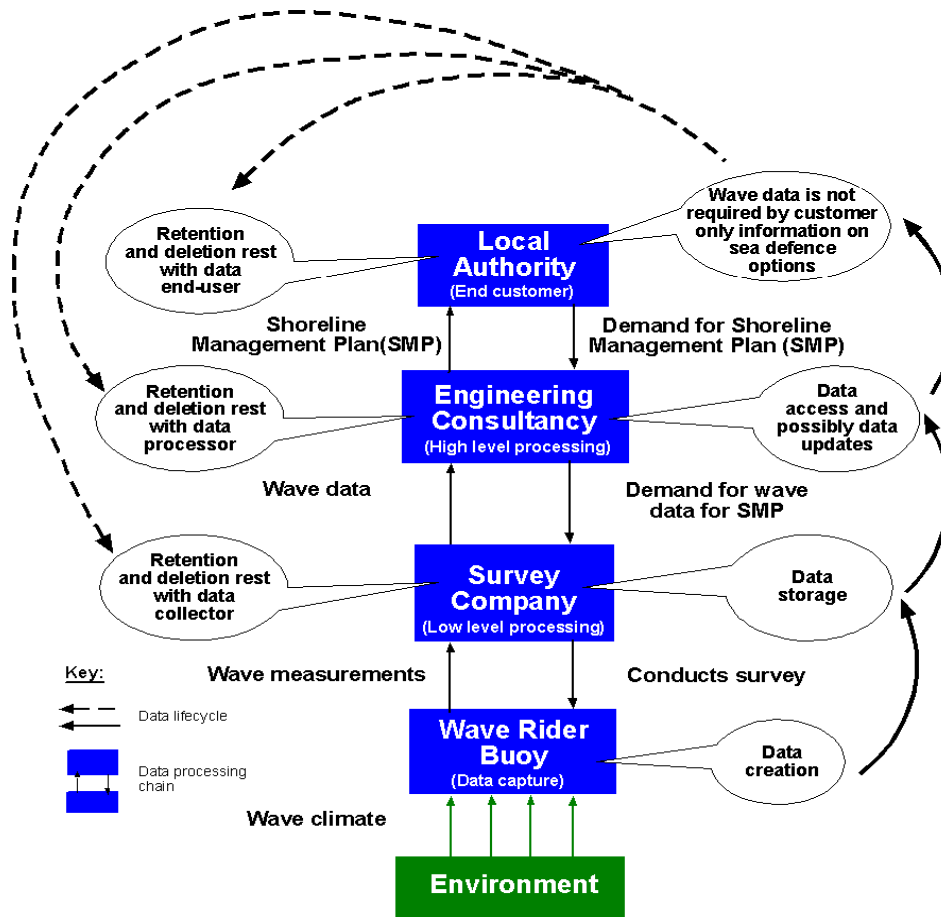 Wave data is not
required by customer
only information on
sea defence
options
Retention
and deletion rest
with data
end-user
Local
Authority
(End customer)
Shoreline
Management Plan(SMP)
Demand for Shoreline
Management Plan (SMP)
Retention
and deletion rest
with data
processor
Engineering
Consultancy
(High level processing)
Data
access and
possibly data
updates
Wave data
Demand for wave
data for SMP
Retention
and deletion rest
with data
collector
Survey
Company
(Low level processing)
Data
storage
Key:
Data lifecycle
Data processing
chain
Wave measurements
Conducts survey
Wave Rider
Buoy
(Data capture)
Data
creation
Wave climate
Environment